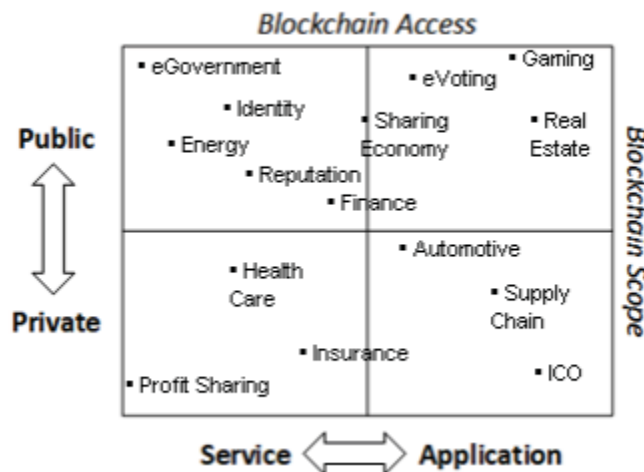 Blockchain Access
eGovernment
Gaming
eVoting
Identity
Sharing
Economy
Real
Estate
Public
Energy
Reputation
Finance
Blockchain Scope
Automotive
Health
Care
Supply
Chain
Private
Insurance
ICO
Profit Sharing
Service
Application